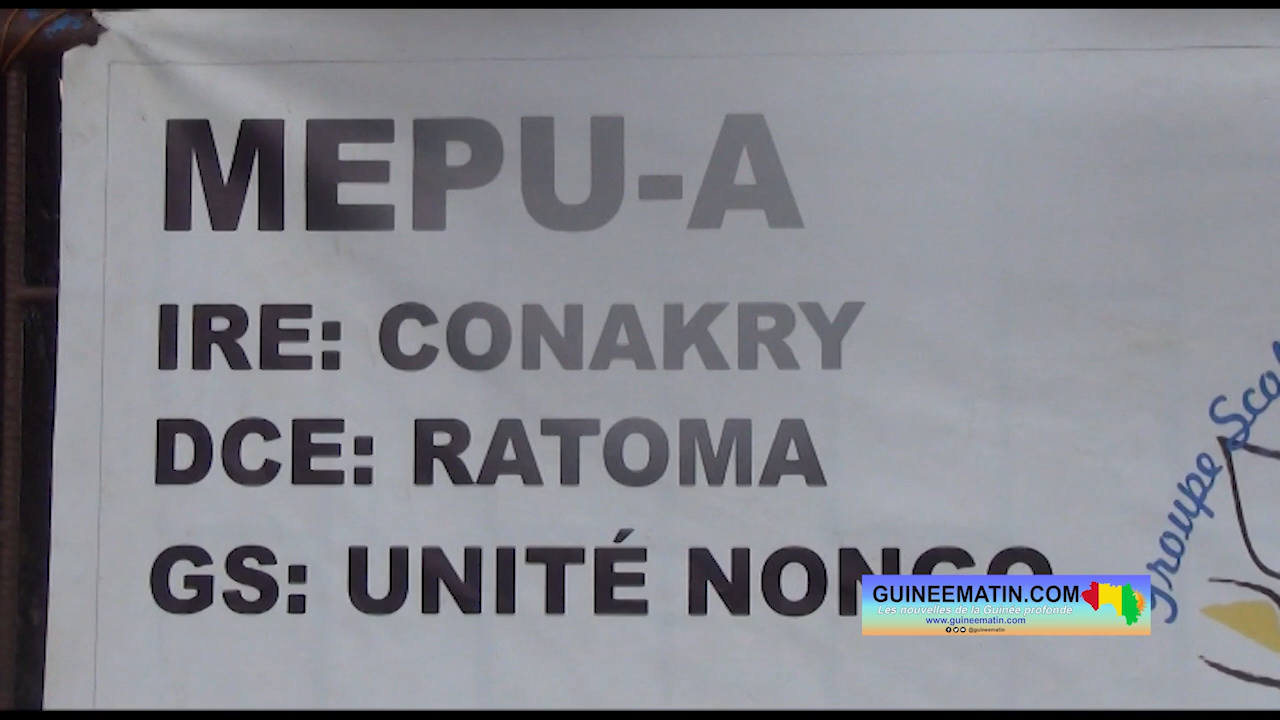 MEPU-A
IRE: CONAKRY
DCE: RATOMA
GS: UNITÉ NONGO
Groupe
GUINEEMATIN.COM
Les nouvelles de la Guinée profonde
www.guineematin.com
@guineematin